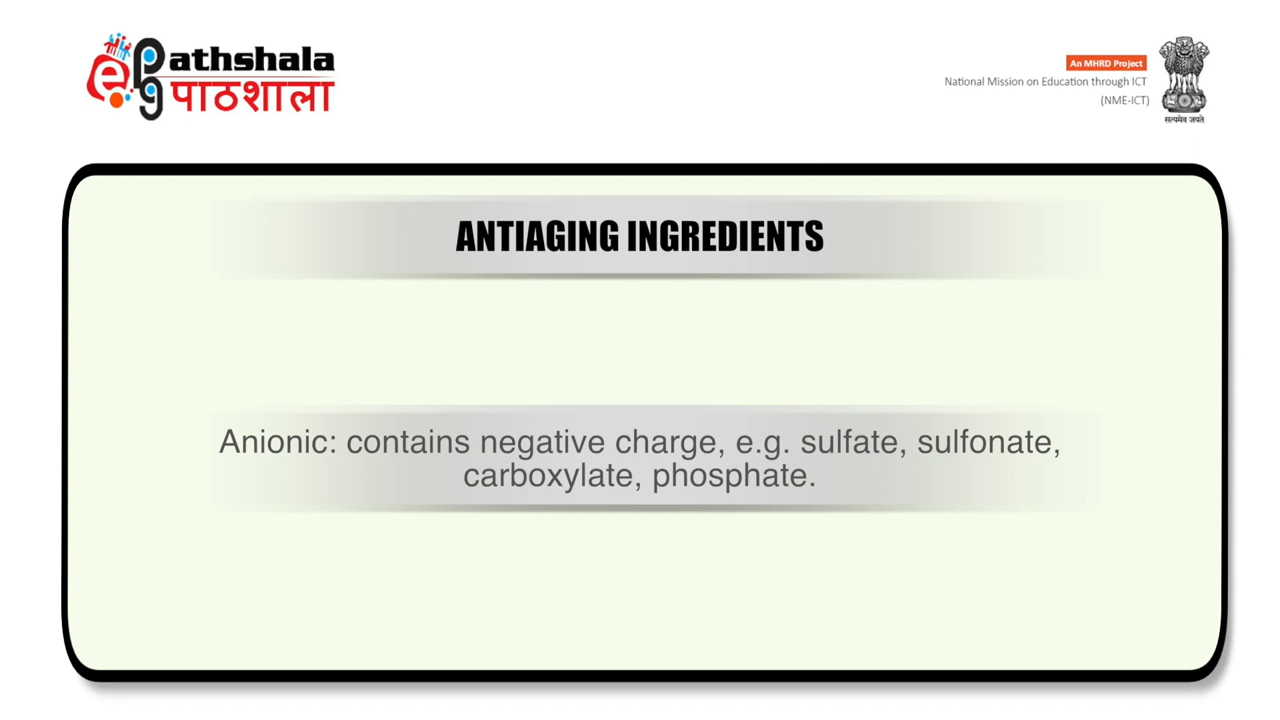 e pg Pathshala
पाठशाला
An MHRD Project
National Mission on Education through ICT
(NME-ICT)
सत्यमेव जयते
ANTIAGING INGREDIENTS
Anionic: contains negative charge, e.g. sulfate, sulfonate,
carboxylate, phosphate.